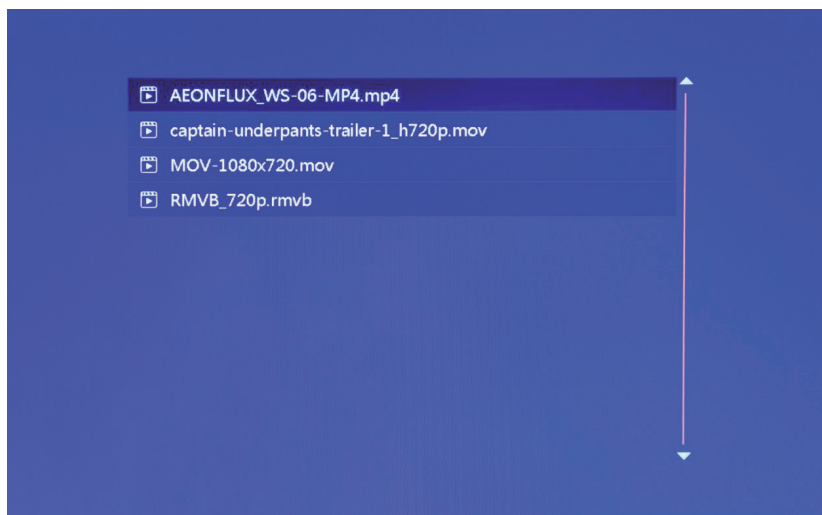 AEONFLUX_WS-06-MP4.mp4
captain-underpants-trailer-1_h720p.mov
MOV-1080x720.mov
RMVB_720p.rmvb